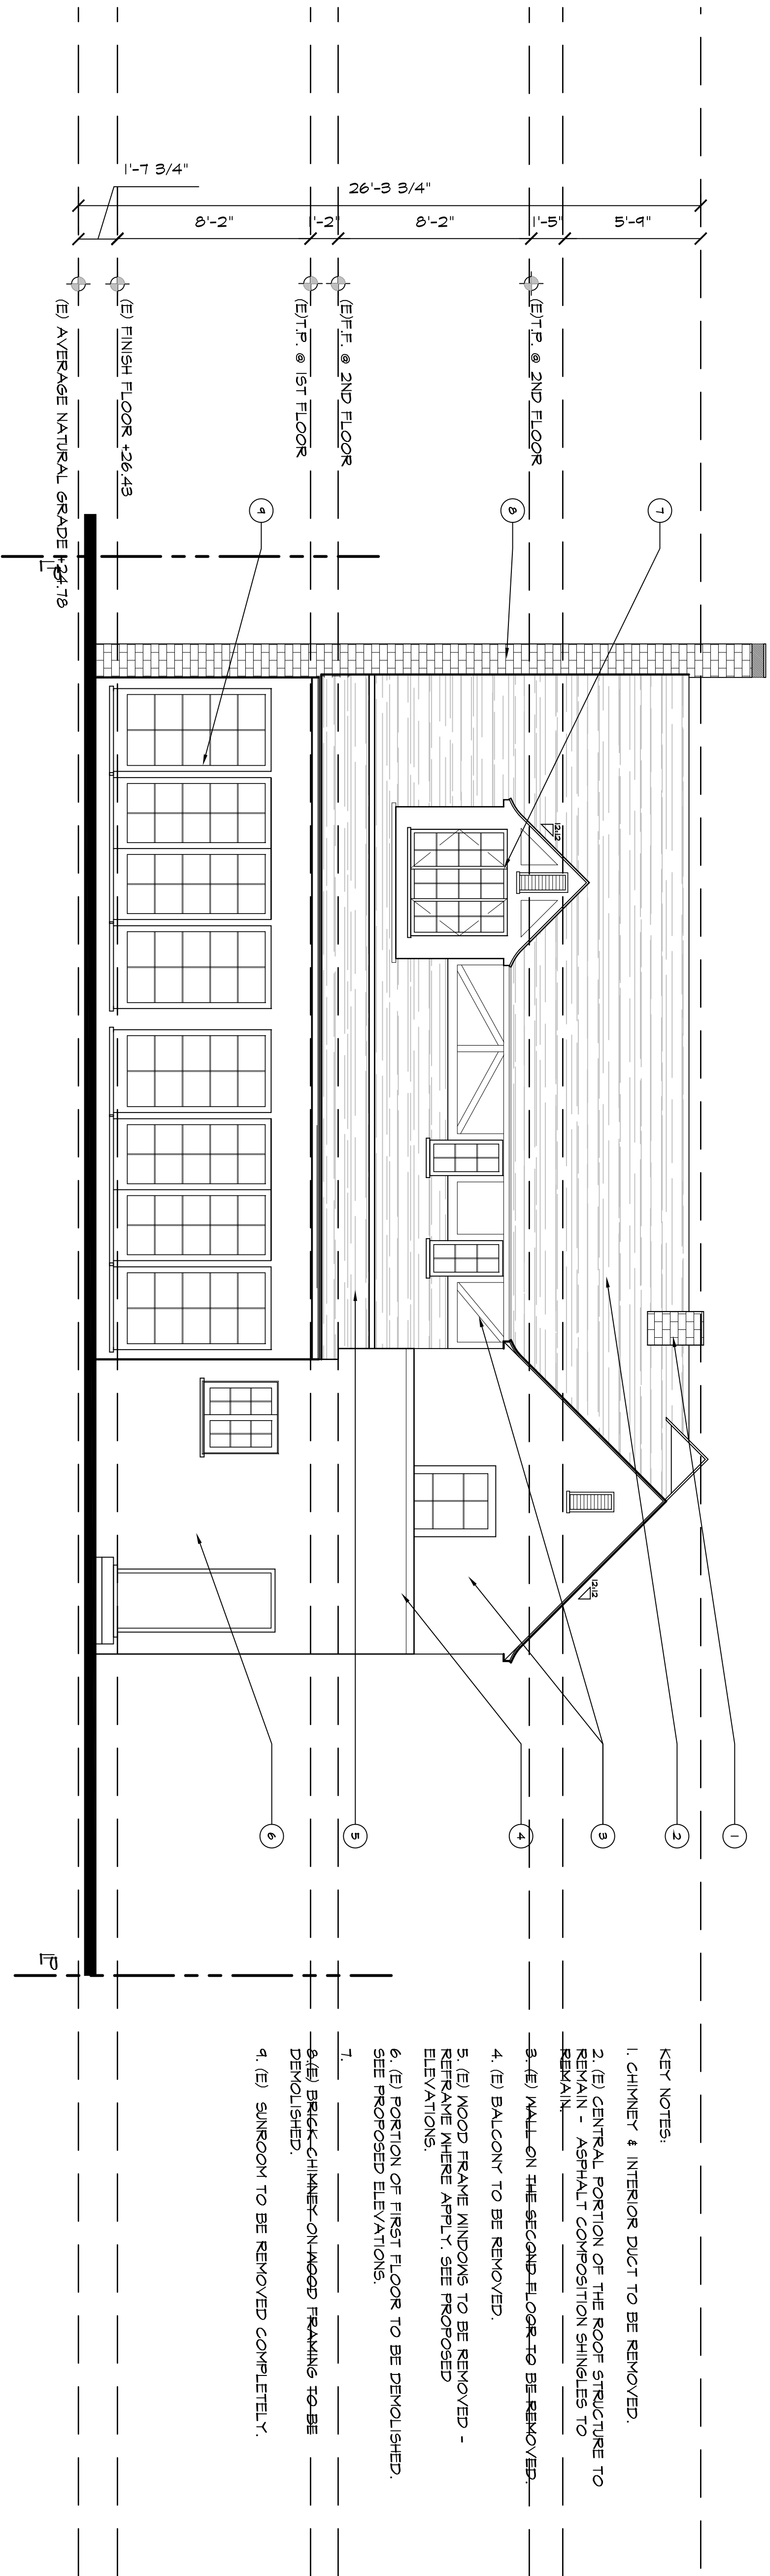 1'-7 3/4"
26'-3 3/4"
8'-2"
1'-2"
8'-2"
1'-5"
5'-9"
(E)T.P. @ 2ND FLOOR
(E)F.F. @ 2ND FLOOR
(E)T.P. @ 1ST FLOOR
(E) FINISH FLOOR +26.43
(E) AVERAGE NATURAL GRADE +24.78
7
8
9
12:12
12:12
1
2
3
4
5
6
KEY NOTES:
1. CHIMNEY & INTERIOR DUCT TO BE REMOVED.
2. (E) CENTRAL PORTION OF THE ROOF STRUCTURE TO
REMAIN - ASPHALT COMPOSITION SHINGLES TO
REMAIN.
3. (E) WALL ON THE SECOND FLOOR TO BE REMOVED.
4. (E) BALCONY TO BE REMOVED.
5. (E) WOOD FRAME WINDOWS TO BE REMOVED -
REFRAME WHERE APPLY. SEE PROPOSED
ELEVATIONS.
6. (E) PORTION OF FIRST FLOOR TO BE DEMOLISHED.
SEE PROPOSED ELEVATIONS.
7.
8.(E) BRICK CHIMNEY ON WOOD FRAMING TO BE
DEMOLISHED.
9. (E) SUNROOM TO BE REMOVED COMPLETELY.